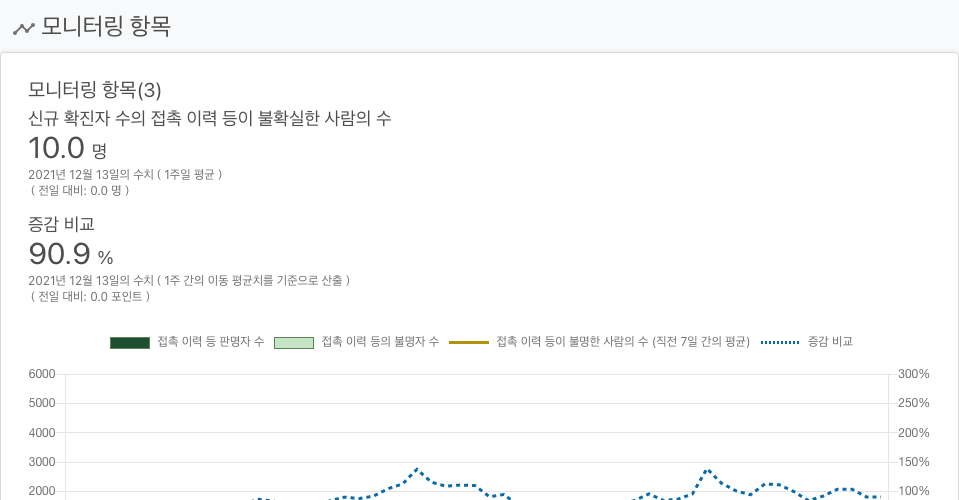 모니터링 항목
모니터링 항목(3)
신규 확진자 수의 접촉 이력 등이 불확실한 사람의 수
10.0 명
2021년 12월 13일의 수치 ( 1주일 평균 )
( 전일 대비: 0.0 명 )
증감 비교
90.9 %
2021년 12월 13일의 수치 ( 1주 간의 이동 평균치를 기준으로 산출 )
( 전일 대비: 0.0 포인트 )
접촉 이력 등 판명자 수 접촉 이력 등의 불명자 수 접촉 이력 등이 불명한 사람의 수 (직전 7일 간의 평균) 증감 비교
6000 300%
5000 250%
4000 200%
3000 150%
2000 100%